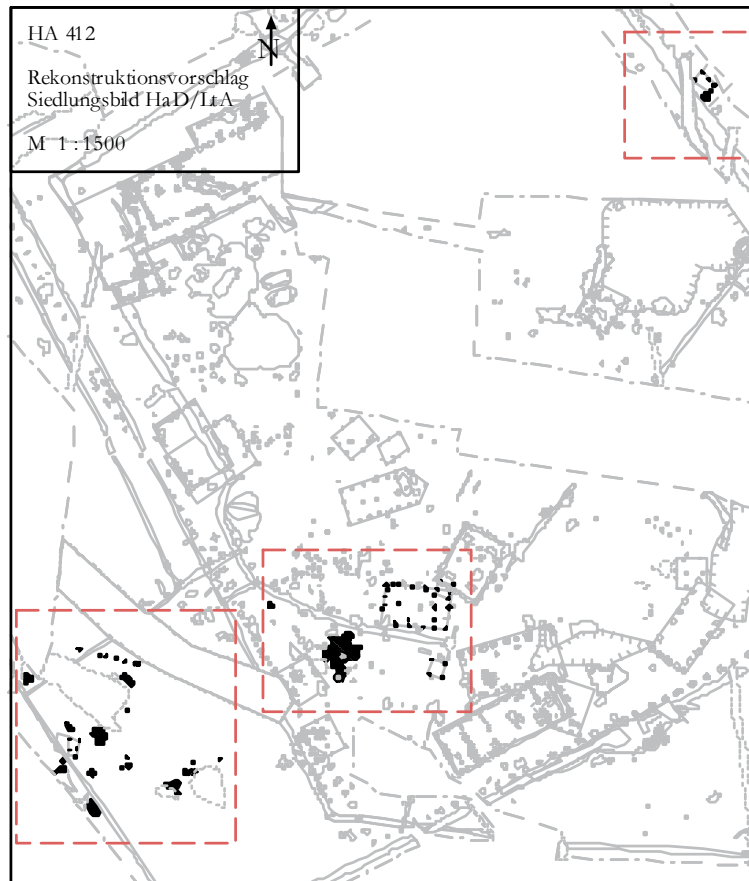 HA 412
N
Rekonstruktionsvorschlag
Siedlungsbild HaD/LtA
M 1 : 1500